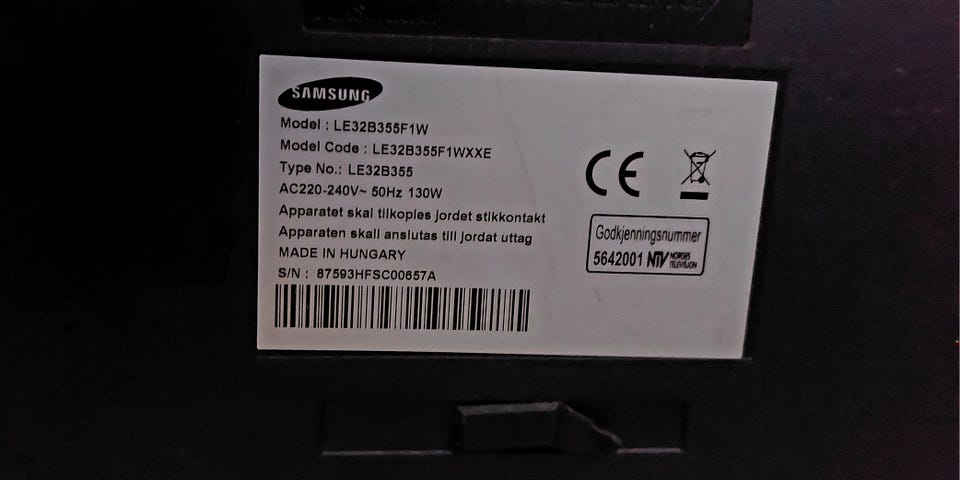 SAMSUNG
Model : LE32B355F1W
Model Code : LE32B355F1WXXE
Type No.: LE32B355
AC220-240V~ 50Hz 130W
Apparatet skal tilkoples jordet stikkontakt
Apparaten skall anslutas till jordat uttag
MADE IN HUNGARY
S/N : 87593HFSC00657A
CE
Godkjenningsnummer
5642001 NTV NORGES TELEVISJON